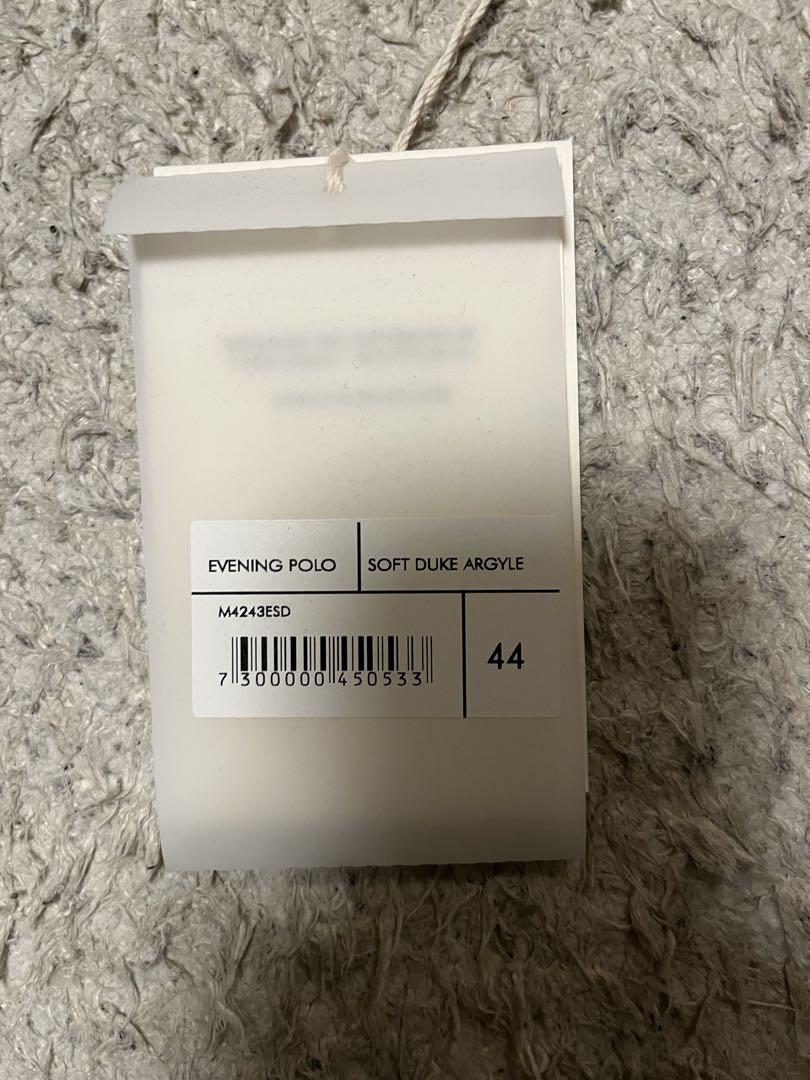 EVENING POLO
SOFT DUKE ARGYLE
M4243ESD
7 300000 450533
44